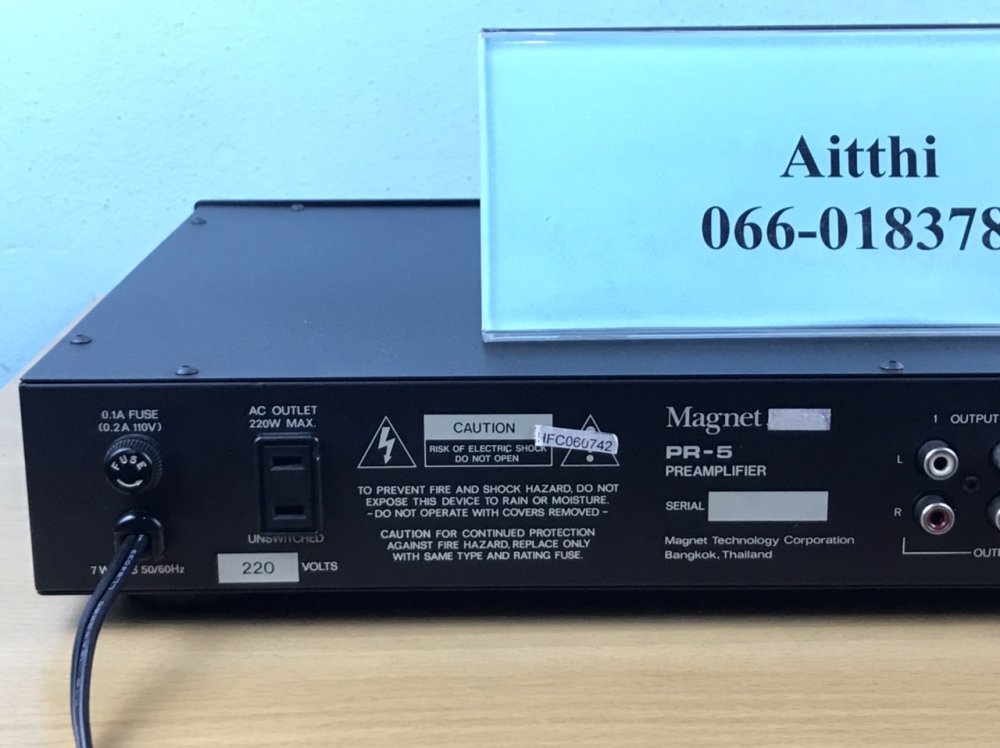 Aitthi
066-018378
0.1A FUSE
(0.2A 110V)
FUSE
7 W 50/60Hz
AC OUTLET
220W MAX.
UNSWITCHED
220 VOLTS
CAUTION
RISK OF ELECTRIC SHOCK
DO NOT OPEN
HFC060742
TO PREVENT FIRE AND SHOCK HAZARD, DO NOT
EXPOSE THIS DEVICE TO RAIN OR MOISTURE.
- DO NOT OPERATE WITH COVERS REMOVED -
CAUTION FOR CONTINUED PROTECTION
AGAINST FIRE HAZARD, REPLACE ONLY
WITH SAME TYPE AND RATING FUSE.
Magnet
PR-5
PREAMPLIFIER
SERIAL
Magnet Technology Corporation
Bangkok, Thailand
1 OUTPUT
L
R